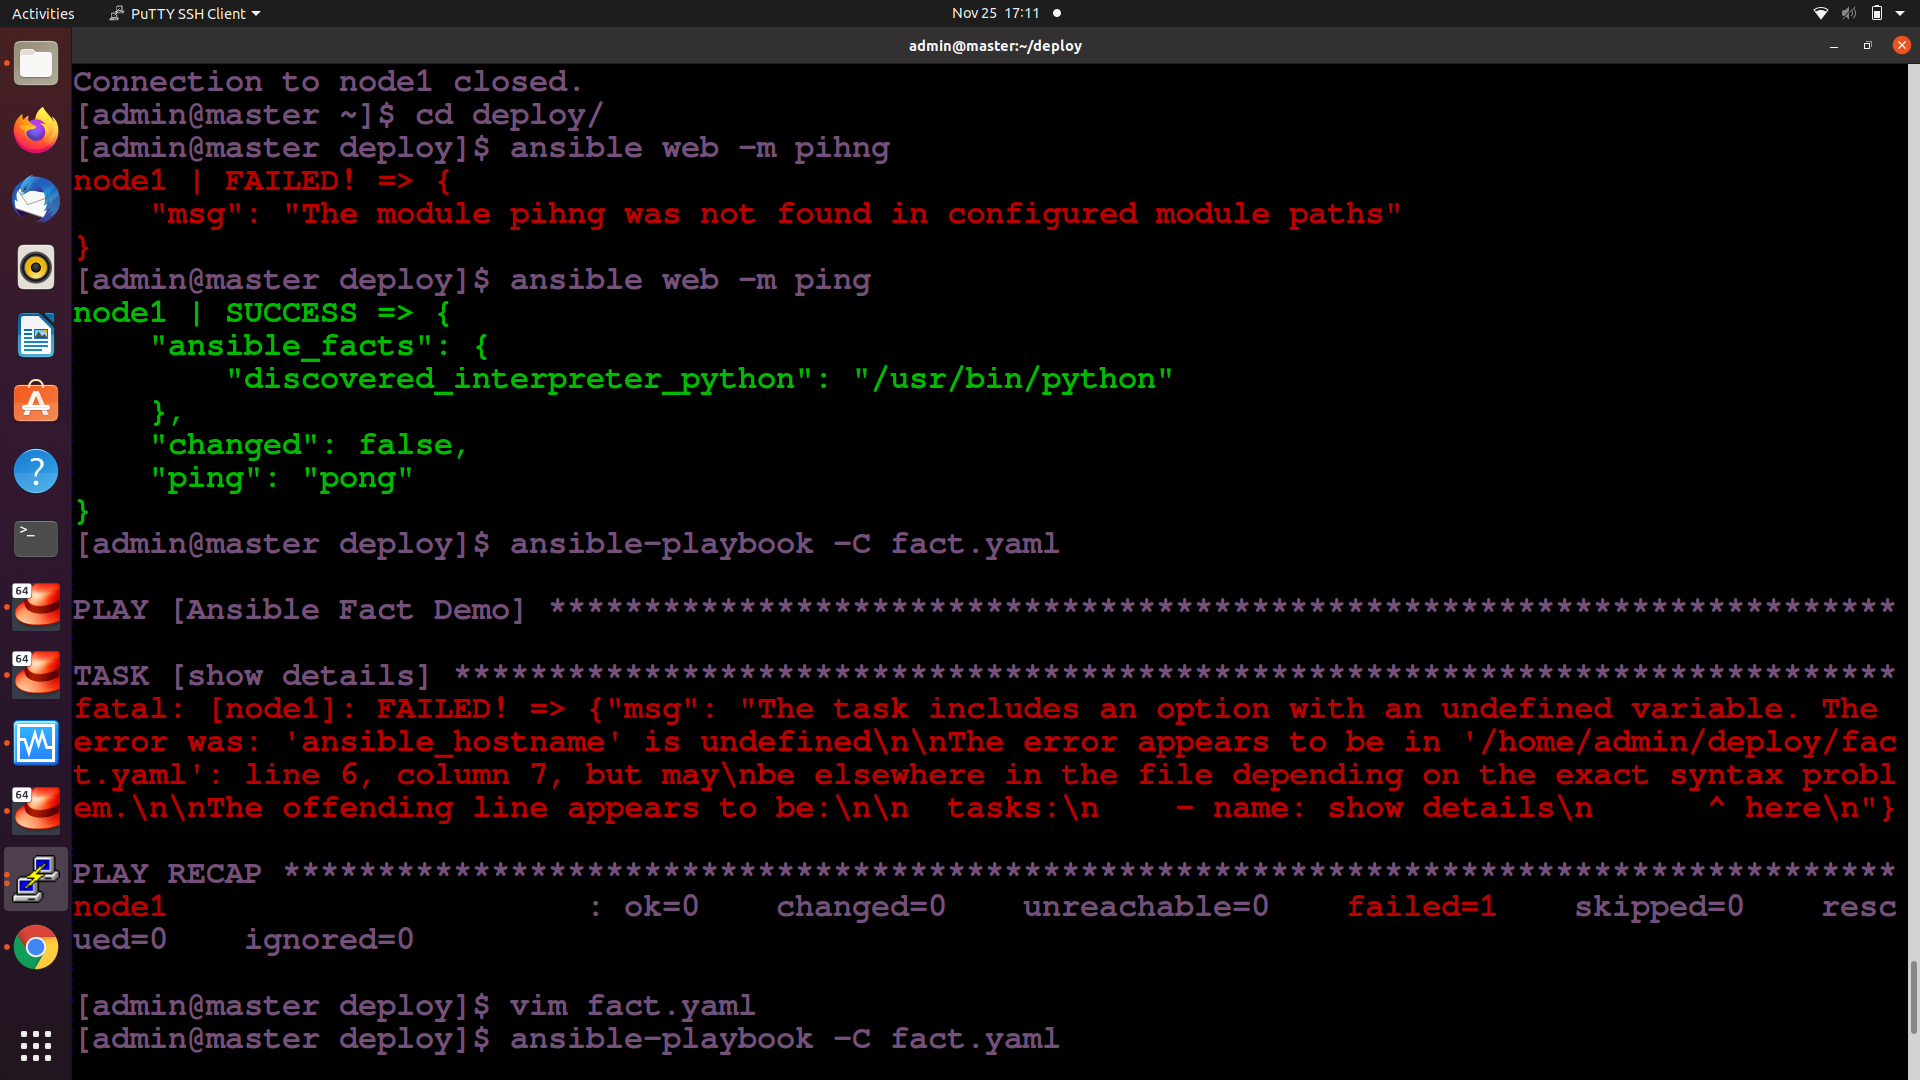 Activities PuTTY SSH Client Nov 25 17:11
admin@master:~/deploy
Connection to node1 closed.
[admin@master ~]$ cd deploy/
[admin@master deploy]$ ansible web -m pihng
node1 | FAILED! => {
    "msg": "The module pihng was not found in configured module paths"
}
[admin@master deploy]$ ansible web -m ping
node1 | SUCCESS => {
    "ansible_facts": {
        "discovered_interpreter_python": "/usr/bin/python"
    },
    "changed": false,
    "ping": "pong"
}
[admin@master deploy]$ ansible-playbook -C fact.yaml
PLAY [Ansible Fact Demo] ***********************************************************************
TASK [show details] ****************************************************************************
fatal: [node1]: FAILED! => {"msg": "The task includes an option with an undefined variable. The
error was: 'ansible_hostname' is undefined\n\nThe error appears to be in '/home/admin/deploy/fac
t.yaml': line 6, column 7, but may\nbe elsewhere in the file depending on the exact syntax probl
em.\n\nThe offending line appears to be:\n\n  tasks:\n    - name: show details\n      ^ here\n"}
PLAY RECAP *************************************************************************************
node1                      : ok=0    changed=0    unreachable=0    failed=1    skipped=0    resc
ued=0    ignored=0
[admin@master deploy]$ vim fact.yaml
[admin@master deploy]$ ansible-playbook -C fact.yaml
64
64
64